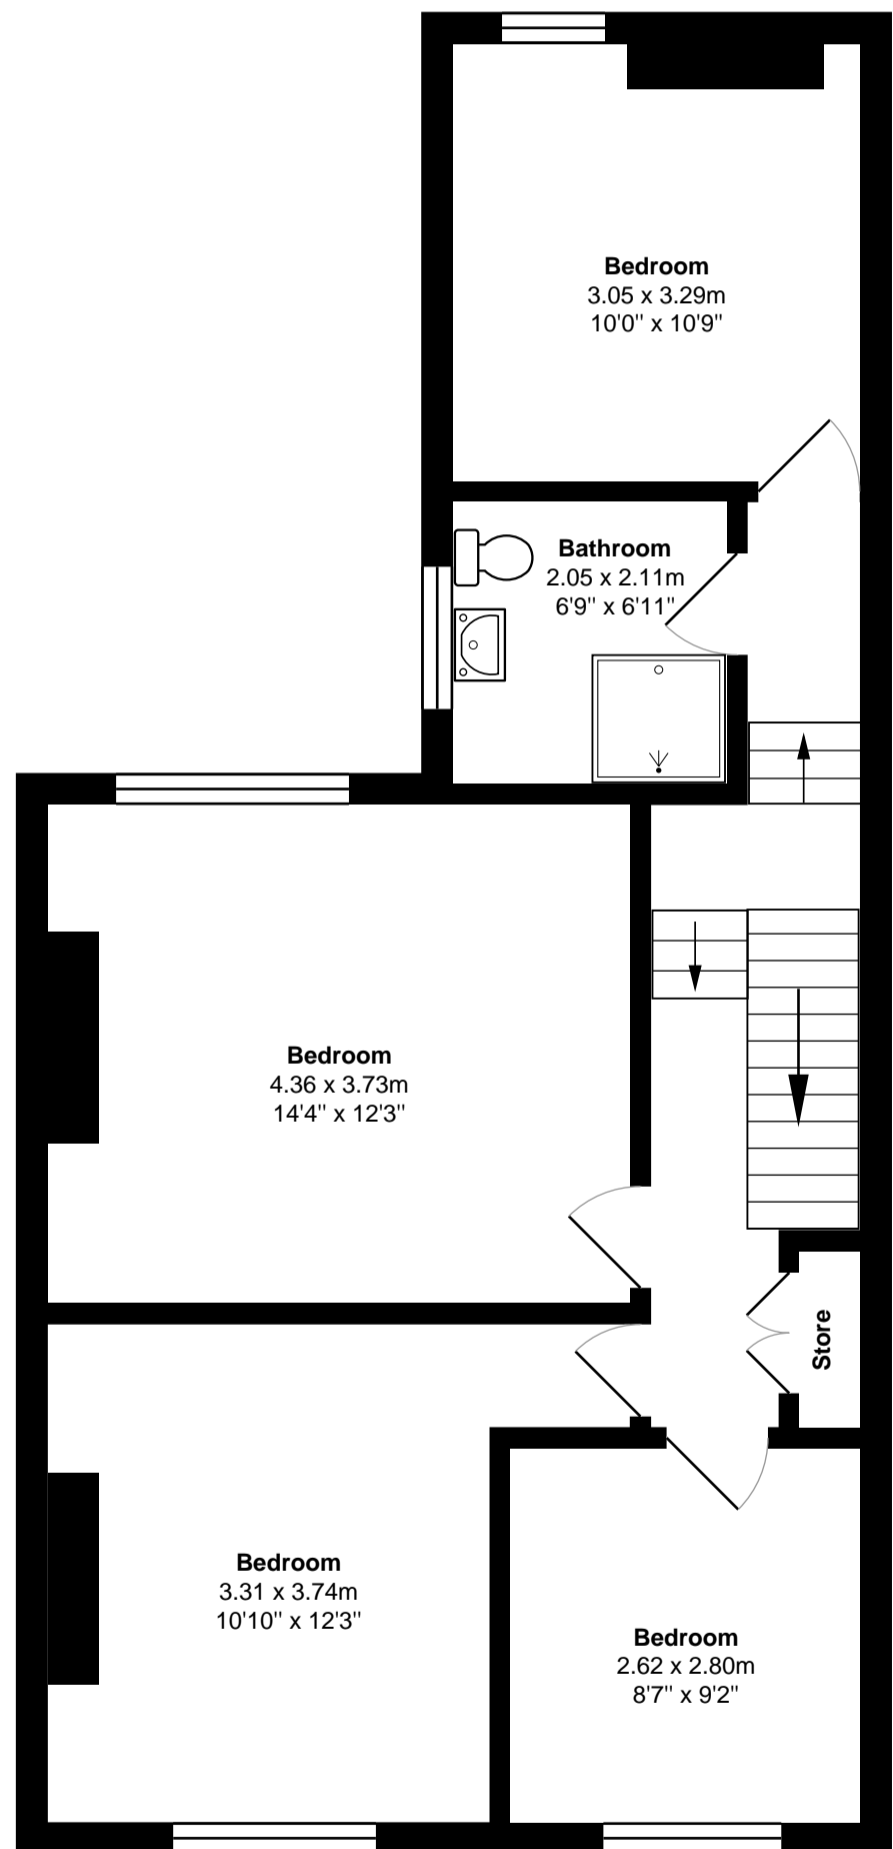 Bedroom
3.05 x 3.29m
10'0" x 10'9"
Bathroom
2.05 x 2.11m
6'9" x 6'11"
Bedroom
4.36 x 3.73m
14'4" x 12'3"
Store
Bedroom
3.31 x 3.74m
10'10" x 12'3"
Bedroom
2.62 x 2.80m
8'7" x 9'2"